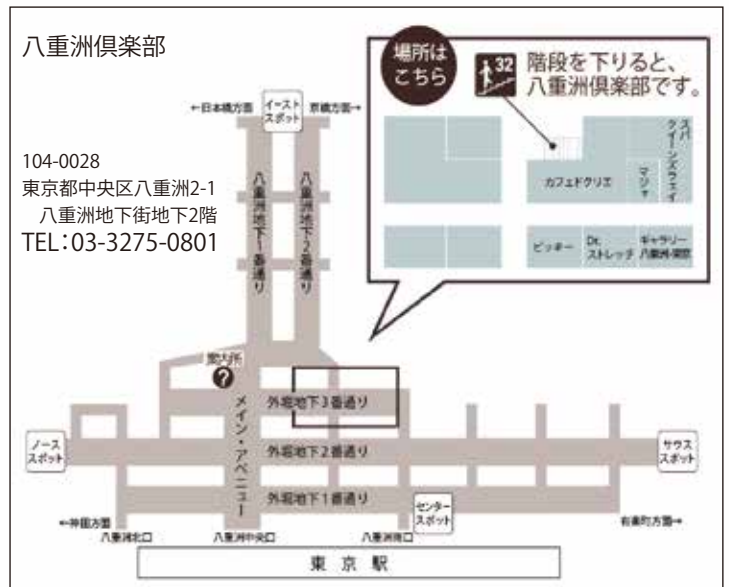 八重洲倶楽部
104-0028
東京都中央区八重洲2-1
八重洲地下街地下2階
TEL：03-3275-0801
場所は
こちら
32
階段を下りると、
八重洲倶楽部です。
カフェドクリエ
マジャ
スパ
クイーンズウェイ
ビッキー
Dr.
ストレッチ
ギャラリー
八重洲・東京
←日本橋方面
イースト
スポット
京橋方面→
八重洲地下1番通り
八重洲地下2番通り
案内所
?
メイン・アベニュー
外堀地下3番通り
外堀地下2番通り
外堀地下1番通り
ノース
スポット
サウス
スポット
センター
スポット
←神田方面
有楽町方面→
八重洲北口
八重洲中央口
八重洲南口
東京駅